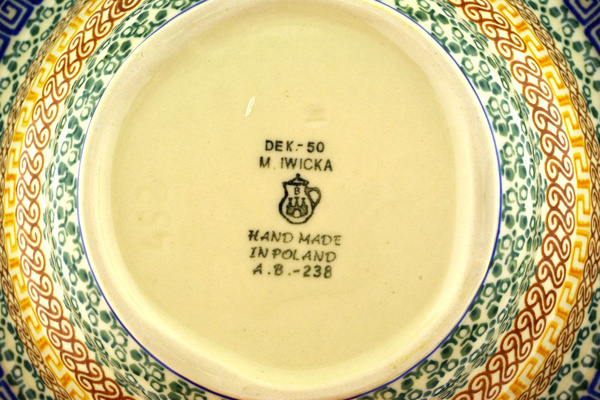 DEK.-50
M. IWICKA
B
HAND MADE
IN POLAND
A.B.-238